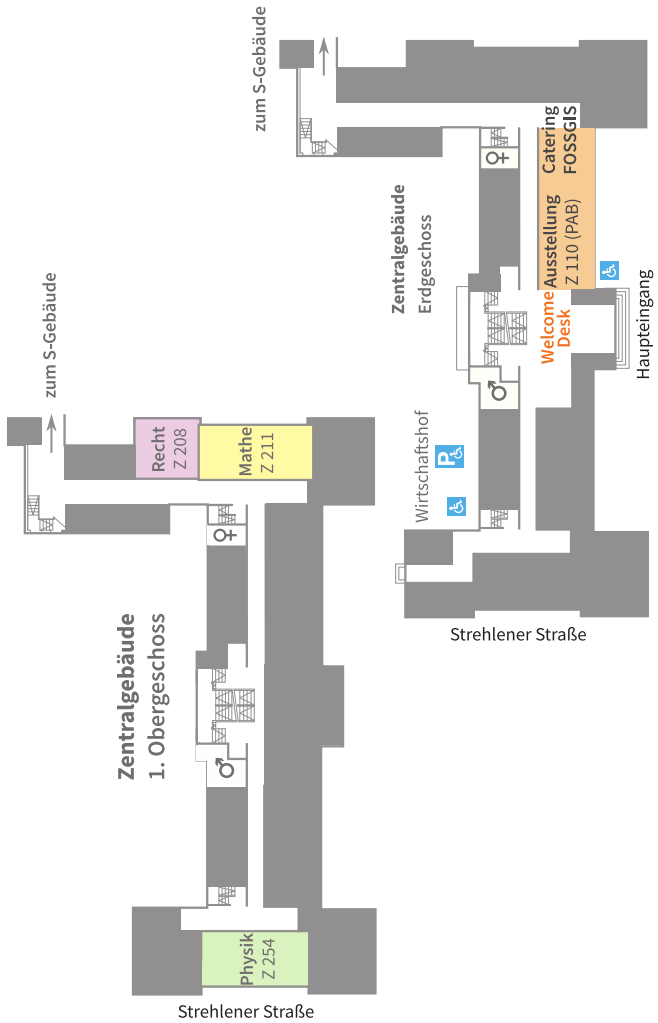 zum S-Gebäude
Catering
FOSSGIS
Zentralgebäude
Erdgeschoss
Ausstellung
Z 110 (PAB)
Welcome
Desk
Haupteingang
Wirtschaftshof
P
Strehlener Straße
zum S-Gebäude
Recht
Z 208
Mathe
Z 211
Zentralgebäude
1. Obergeschoss
Physik
Z 254
Strehlener Straße